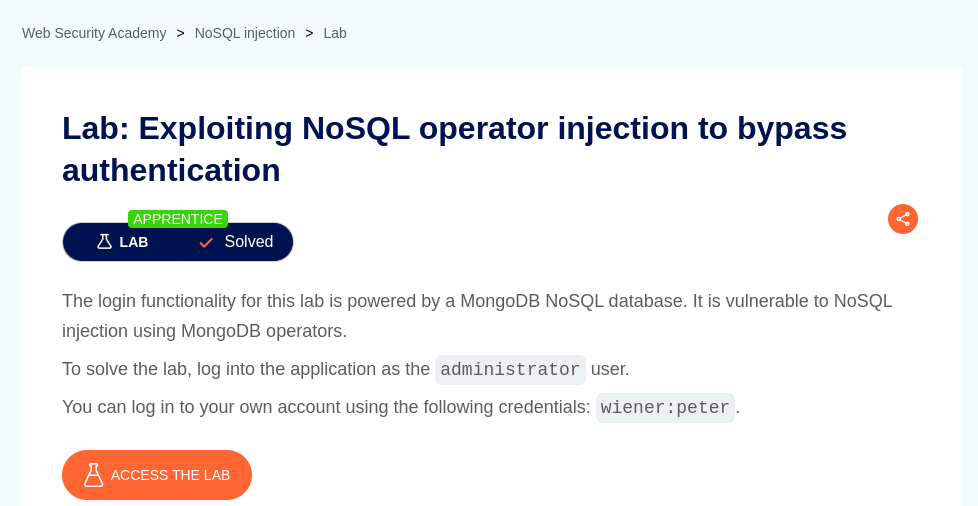 Web Security Academy > NoSQL injection > Lab
Lab: Exploiting NoSQL operator injection to bypass
authentication
APPRENTICE
LAB Solved
The login functionality for this lab is powered by a MongoDB NoSQL database. It is vulnerable to NoSQL
injection using MongoDB operators.
To solve the lab, log into the application as the administrator user.
You can log in to your own account using the following credentials: wiener:peter.
ACCESS THE LAB